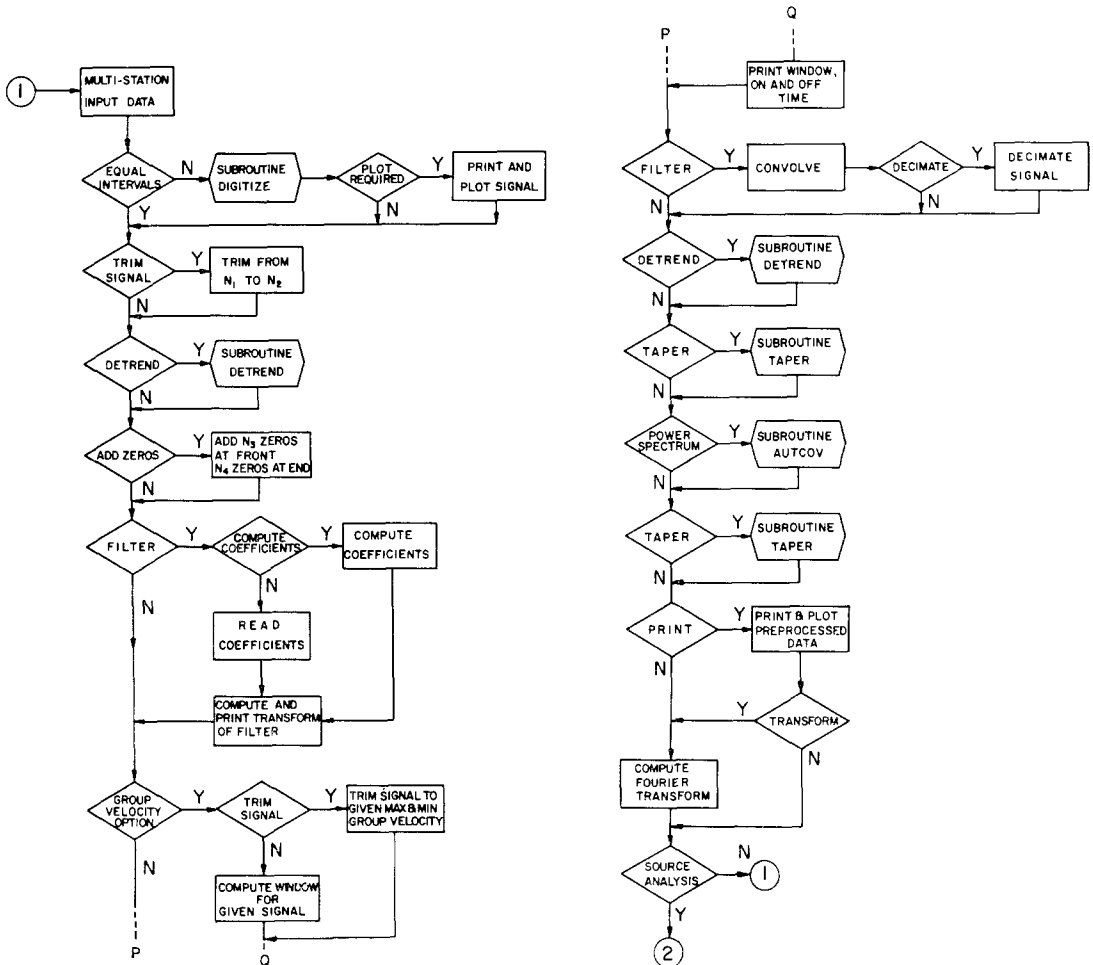 1
MULTI-STATION
INPUT DATA
EQUAL
INTERVALS
N
SUBROUTINE
DIGITIZE
PLOT
REQUIRED
Y
PRINT AND
PLOT SIGNAL
Y
N
TRIM
SIGNAL
Y
TRIM FROM
N₁ TO N₂
N
DETREND
Y
SUBROUTINE
DETREND
N
ADD ZEROS
Y
ADD N₃ ZEROS
AT FRONT
N₄ ZEROS AT END
N
FILTER
Y
COMPUTE
COEFFICIENTS
Y
COMPUTE
COEFFICIENTS
N
N
READ
COEFFICIENTS
COMPUTE AND
PRINT TRANSFORM
OF FILTER
GROUP
VELOCITY
OPTION
Y
TRIM
SIGNAL
Y
TRIM SIGNAL TO
GIVEN MAX & MIN
GROUP VELOCITY
N
N
COMPUTE WINDOW
FOR
GIVEN SIGNAL
P
Q
P
Q
PRINT WINDOW,
ON AND OFF
TIME
FILTER
Y
CONVOLVE
DECIMATE
Y
DECIMATE
SIGNAL
N
N
DETREND
Y
SUBROUTINE
DETREND
N
TAPER
Y
SUBROUTINE
TAPER
N
POWER
SPECTRUM
Y
SUBROUTINE
AUTCOV
N
TAPER
Y
SUBROUTINE
TAPER
N
PRINT
Y
PRINT & PLOT
PREPROCESSED
DATA
N
Y
TRANSFORM
N
COMPUTE
FOURIER
TRANSFORM
SOURCE
ANALYSIS
N
1
Y
2